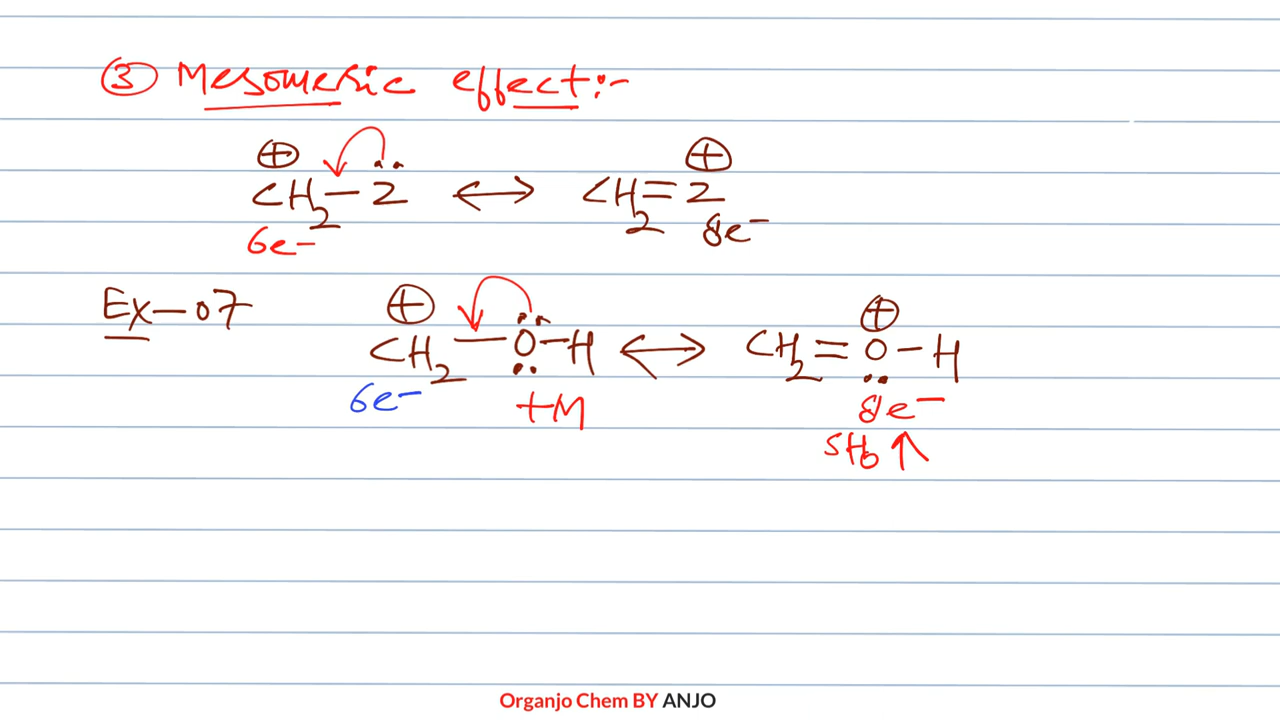 ③ Mesomeric effect:-
⊕ ⊕
CH₂–Z̈ ↔ CH₂=Z
6e⁻ 8e⁻
Ex-07 ⊕ ⊕
CH₂–Ö–H ↔ CH₂=O–H
6e⁻ +M 8e⁻
Stb ↑
Organjo Chem BY ANJO